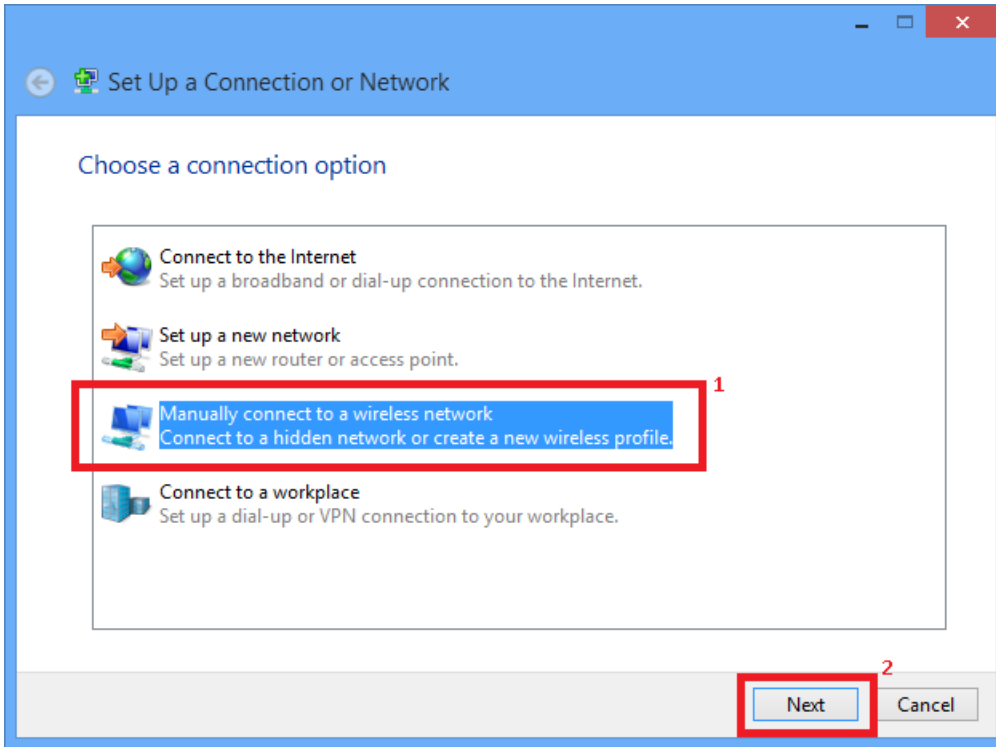 Set Up a Connection or Network
Choose a connection option
Connect to the Internet
Set up a broadband or dial-up connection to the Internet.
Set up a new network
Set up a new router or access point.
1
Manually connect to a wireless network
Connect to a hidden network or create a new wireless profile.
Connect to a workplace
Set up a dial-up or VPN connection to your workplace.
2
Next Cancel